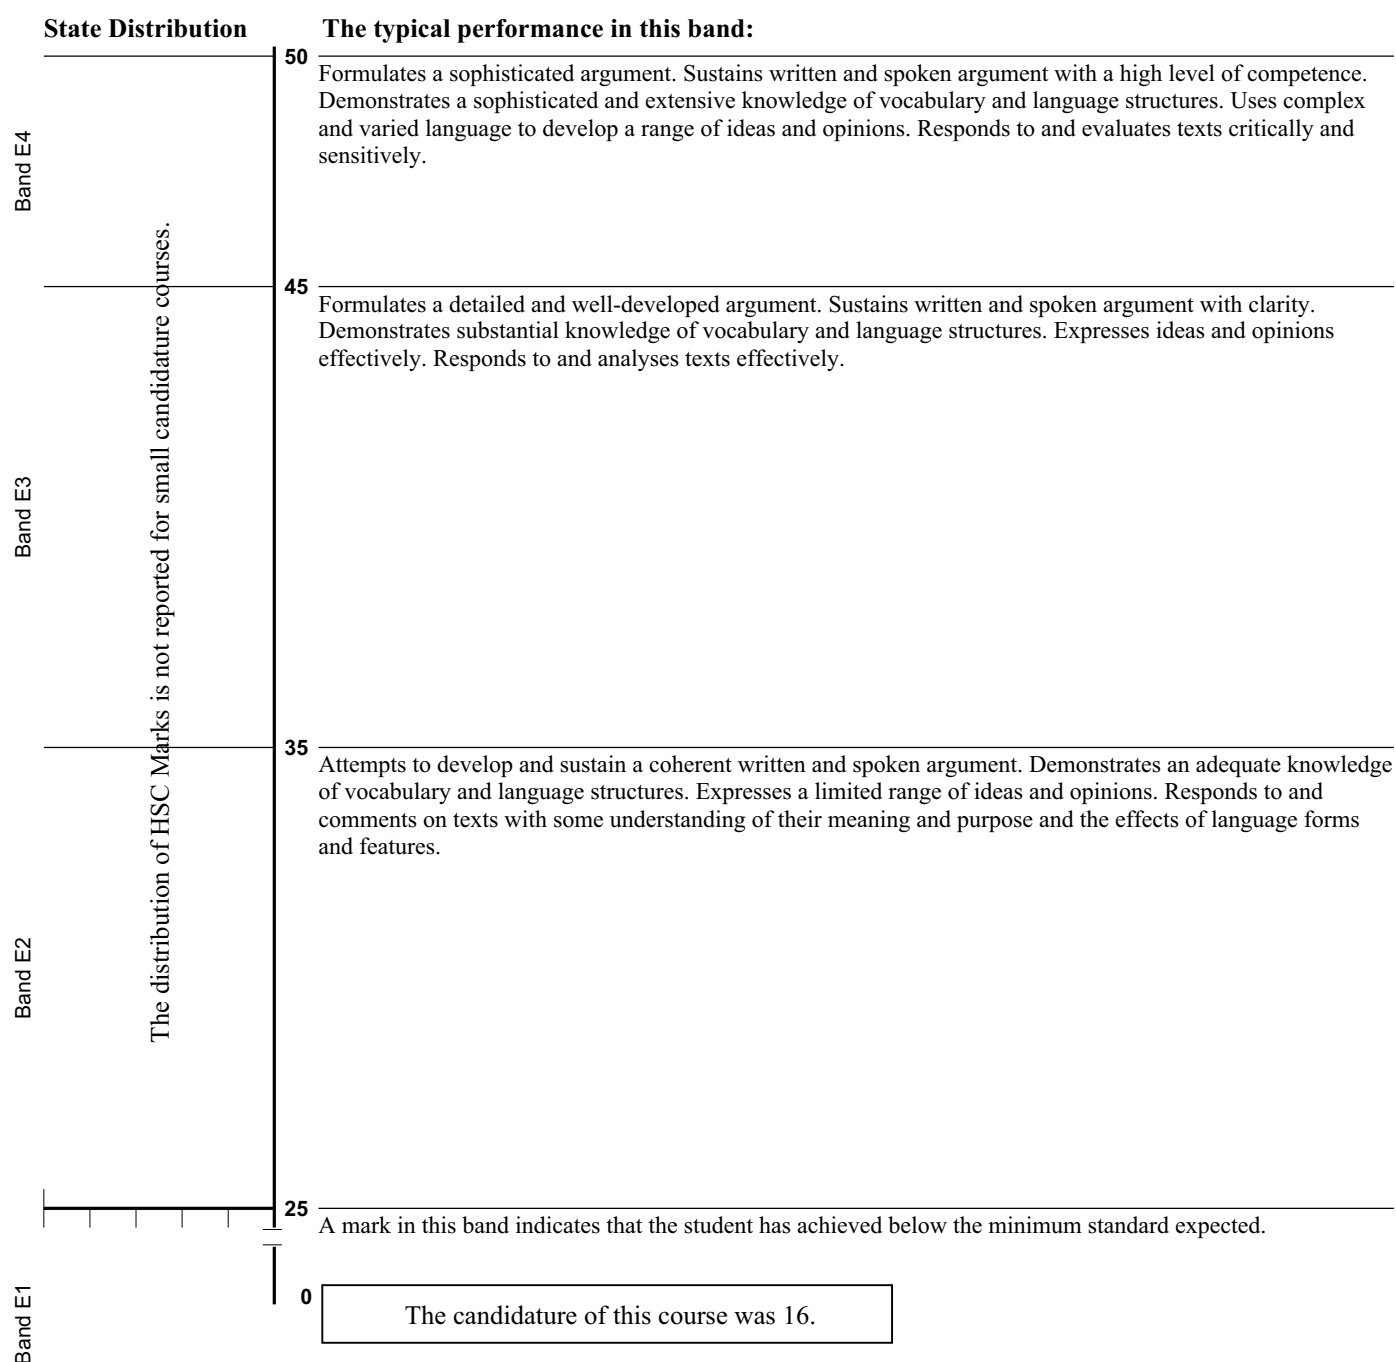 State Distribution
The typical performance in this band:
50
Formulates a sophisticated argument. Sustains written and spoken argument with a high level of competence.
Demonstrates a sophisticated and extensive knowledge of vocabulary and language structures. Uses complex
and varied language to develop a range of ideas and opinions. Responds to and evaluates texts critically and
sensitively.
Band E4
The distribution of HSC Marks is not reported for small candidature courses.
45
Formulates a detailed and well-developed argument. Sustains written and spoken argument with clarity.
Demonstrates substantial knowledge of vocabulary and language structures. Expresses ideas and opinions
effectively. Responds to and analyses texts effectively.
Band E3
35
Attempts to develop and sustain a coherent written and spoken argument. Demonstrates an adequate knowledge
of vocabulary and language structures. Expresses a limited range of ideas and opinions. Responds to and
comments on texts with some understanding of their meaning and purpose and the effects of language forms
and features.
Band E2
25
A mark in this band indicates that the student has achieved below the minimum standard expected.
0
Band E1
The candidature of this course was 16.